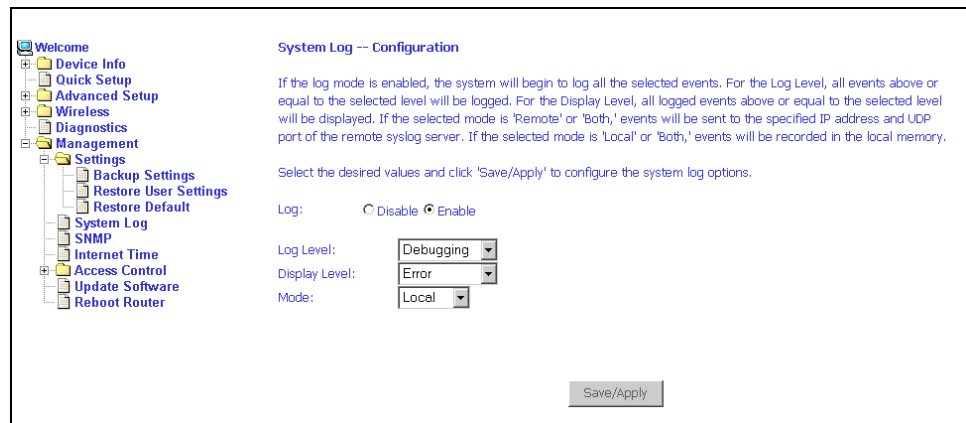 Welcome
Device Info
Quick Setup
Advanced Setup
Wireless
Diagnostics
Management
Settings
Backup Settings
Restore User Settings
Restore Default
System Log
SNMP
Internet Time
Access Control
Update Software
Reboot Router
System Log -- Configuration
If the log mode is enabled, the system will begin to log all the selected events. For the Log Level, all events above or
equal to the selected level will be logged. For the Display Level, all logged events above or equal to the selected level
will be displayed. If the selected mode is 'Remote' or 'Both,' events will be sent to the specified IP address and UDP
port of the remote syslog server. If the selected mode is 'Local' or 'Both,' events will be recorded in the local memory.
Select the desired values and click 'Save/Apply' to configure the system log options.
Log: Disable Enable
Log Level: Debugging
Display Level: Error
Mode: Local
Save/Apply